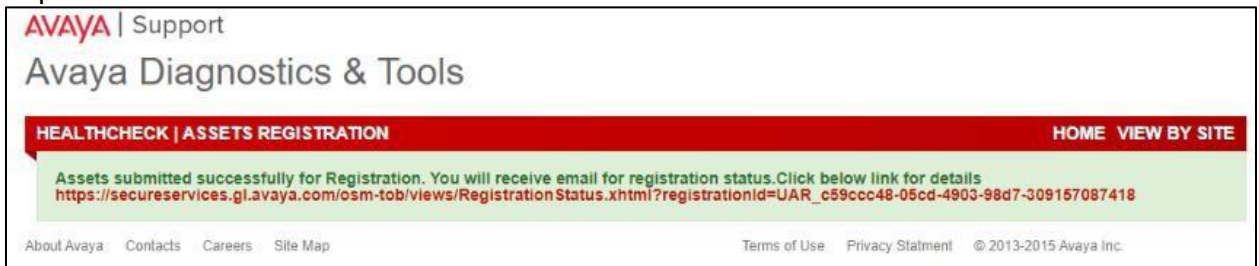 AVAYA | Support
Avaya Diagnostics & Tools
HEALTHCHECK | ASSETS REGISTRATION HOME VIEW BY SITE
Assets submitted successfully for Registration. You will receive email for registration status.Click below link for details
https://secureservices.gl.avaya.com/osm-tob/views/RegistrationStatus.xhtml?registrationId=UAR_c59ccc48-05cd-4903-98d7-309157087418
About Avaya Contacts Careers Site Map Terms of Use Privacy Statment © 2013-2015 Avaya Inc.